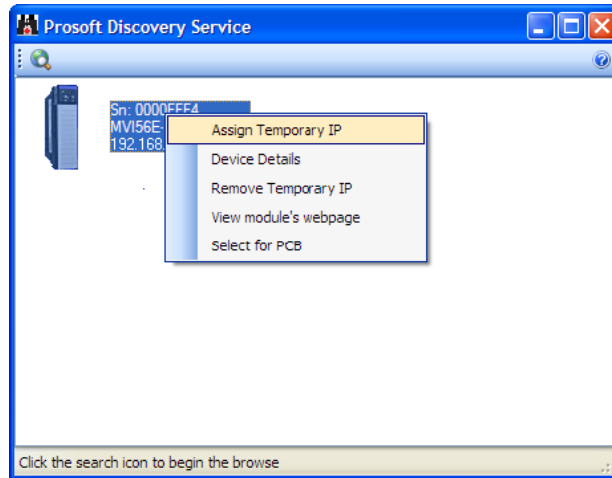 Prosoft Discovery Service
Sn: 0000FFF4
MVI56E-
192.168.
Assign Temporary IP
Device Details
Remove Temporary IP
View module's webpage
Select for PCB
Click the search icon to begin the browse